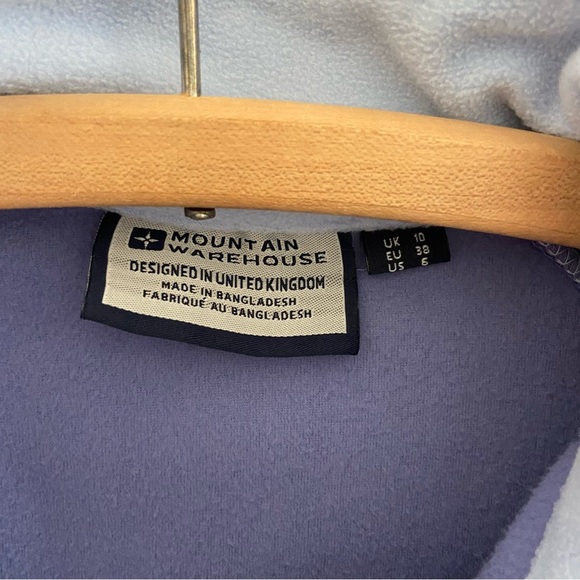 MOUNTAIN
WAREHOUSE
DESIGNED IN UNITED KINGDOM
MADE IN BANGLADESH
FABRIQUÉ AU BANGLADESH
UK 10
EU 38
US 6